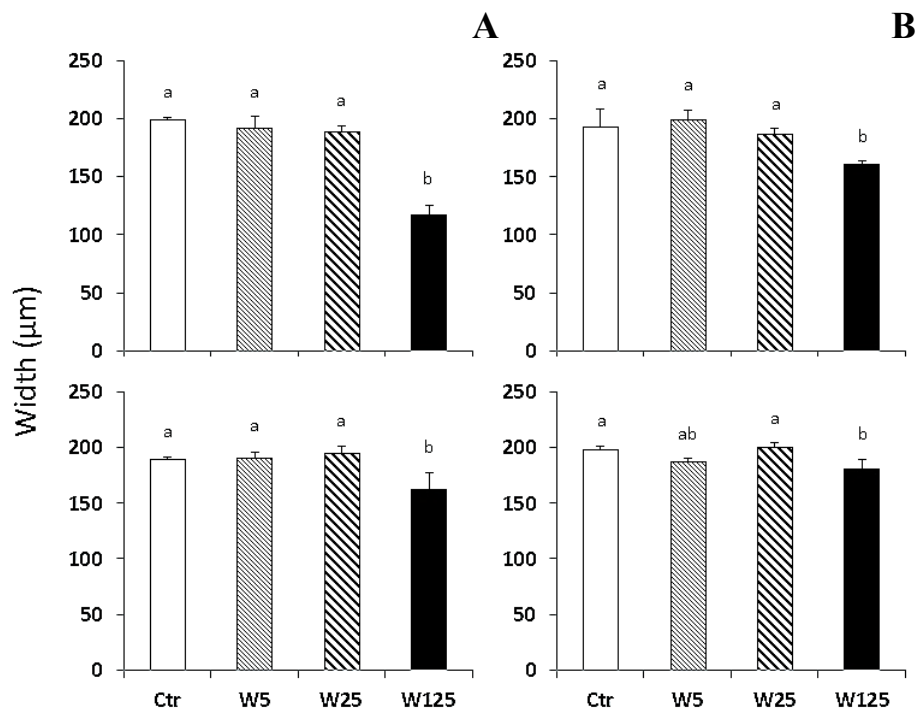 A B
250 250
a a a a a a
200 200
b
150 b 150
100 100
50 50
0 0
Width (µm)
250 250
a a a a ab a
200 b 200 b
150 150
100 100
50 50
0 0
Ctr W5 W25 W125 Ctr W5 W25 W125